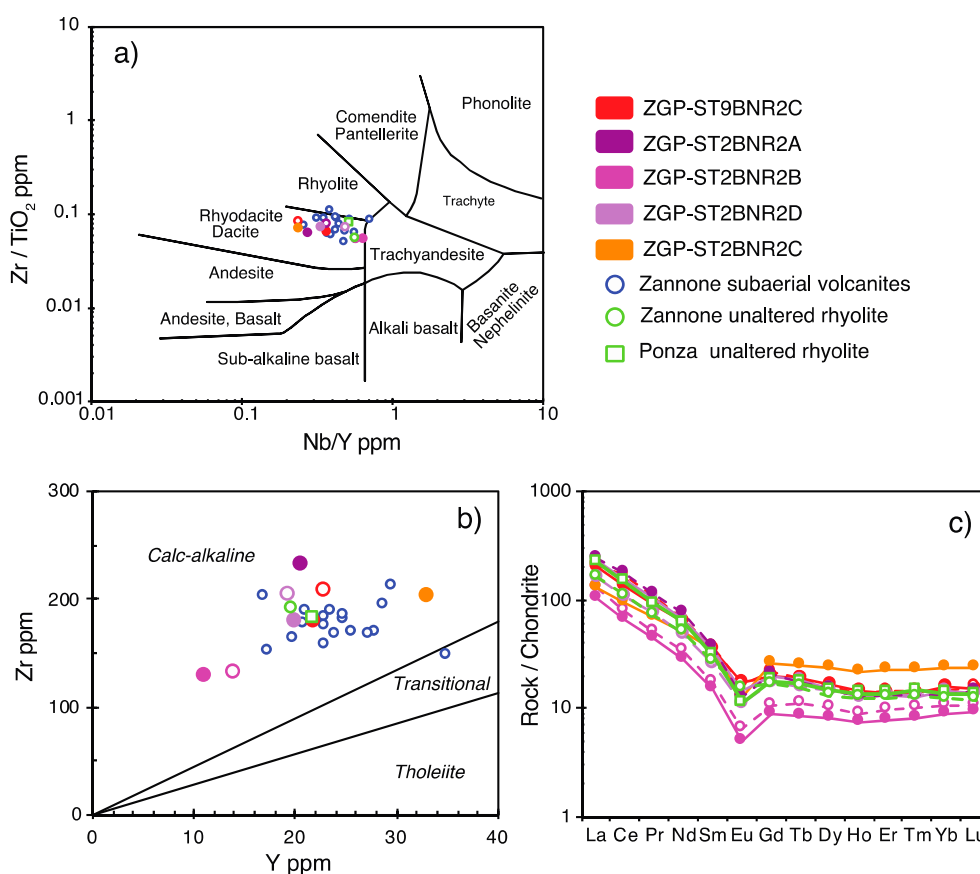 a)
10
1
0.1
0.01
0.001
0.01
0.1
1
10
Zr / TiO2 ppm
Nb/Y ppm
Phonolite
Comendite
Pantellerite
Rhyolite
Trachyte
Rhyodacite
Dacite
Trachyandesite
Andesite
Andesite, Basalt
Alkali basalt
Basanite
Nephelinite
Sub-alkaline basalt
ZGP-ST9BNR2C
ZGP-ST2BNR2A
ZGP-ST2BNR2B
ZGP-ST2BNR2D
ZGP-ST2BNR2C
Zannone subaerial volcanites
Zannone unaltered rhyolite
Ponza unaltered rhyolite
b)
300
200
100
0
0
10
20
30
40
Zr ppm
Y ppm
Calc-alkaline
Transitional
Tholeiite
c)
1000
100
10
1
Rock / Chondrite
La Ce Pr Nd Sm Eu Gd Tb Dy Ho Er Tm Yb Lu